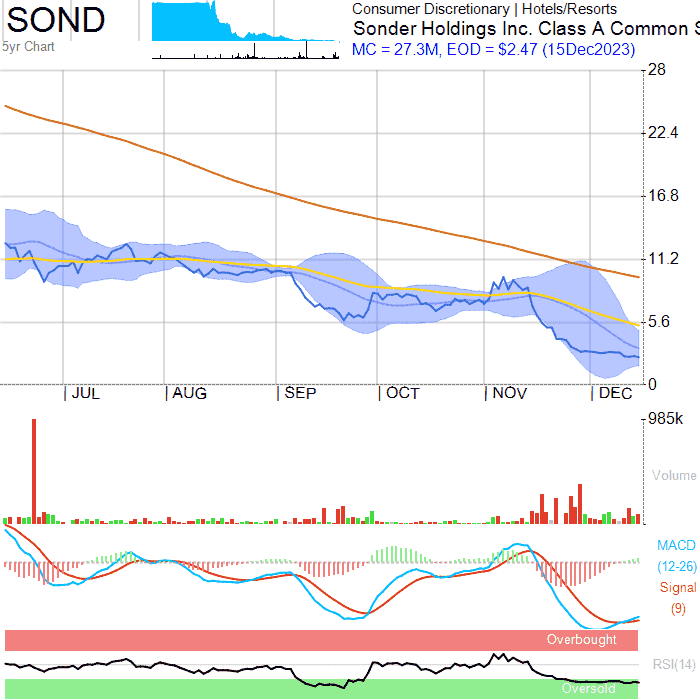 SOND
5yr Chart
Consumer Discretionary | Hotels/Resorts
Sonder Holdings Inc. Class A Common S
MC = 27.3M, EOD = $2.47 (15Dec2023)
28
22.4
16.8
11.2
5.6
0
JUL
AUG
SEP
OCT
NOV
DEC
985k
Volume
MACD
(12-26)
Signal
(9)
Overbought
RSI(14)
Oversold